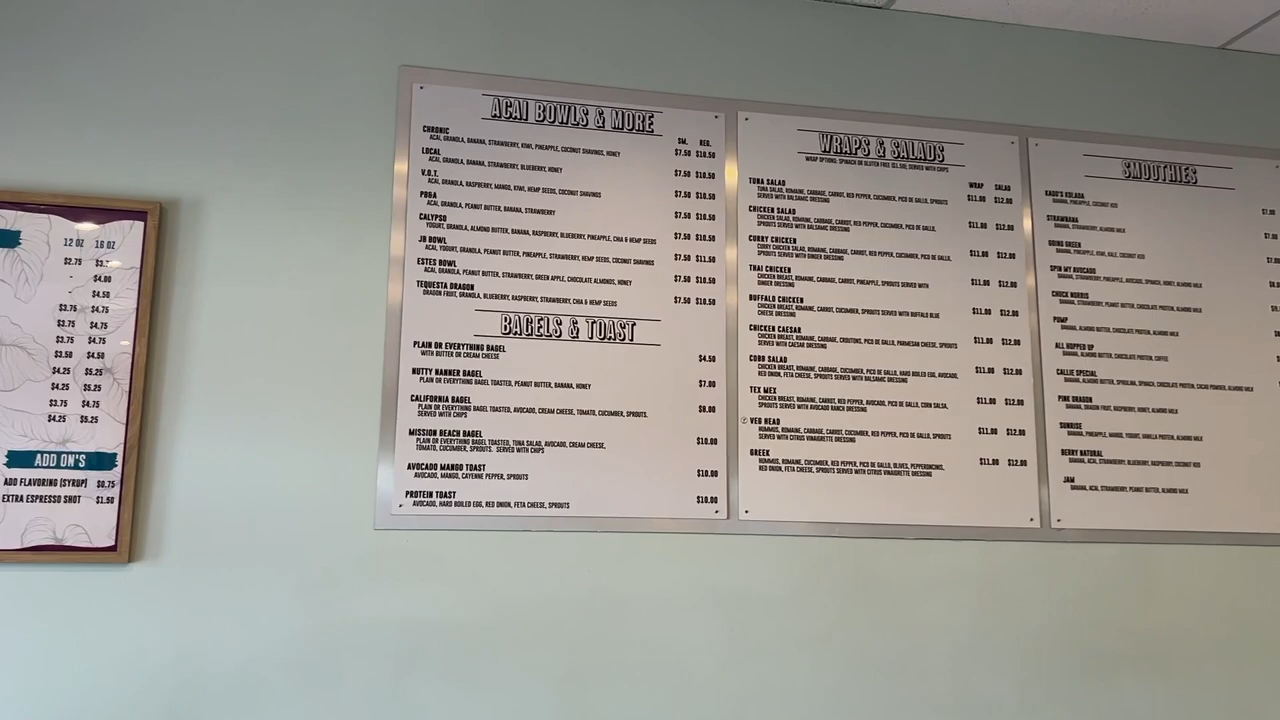 12 OZ 16 OZ
$2.75
- $4.00
$4.50
$3.75 $4.75
$3.75 $4.75
$3.75 $4.75
$3.50 $4.50
$4.25 $5.25
$4.25 $5.25
$3.75 $4.75
$4.25 $5.25
ADD ON'S
ADD FLAVORING (SYRUP) $0.75
EXTRA ESPRESSO SHOT $1.50
ACAI BOWLS & MORE
SM. REG.
CHRONIC
ACAI, GRANOLA, BANANA, STRAWBERRY, KIWI, PINEAPPLE, COCONUT SHAVINGS, HONEY $7.50 $10.50
LOCAL
ACAI, GRANOLA, BANANA, STRAWBERRY, BLUEBERRY, HONEY $7.50 $10.50
V.O.T.
ACAI, GRANOLA, RASPBERRY, MANGO, KIWI, HEMP SEEDS, COCONUT SHAVINGS $7.50 $10.50
PB&A
ACAI, GRANOLA, PEANUT BUTTER, BANANA, STRAWBERRY $7.50 $10.50
CALYPSO
YOGURT, GRANOLA, ALMOND BUTTER, BANANA, RASPBERRY, BLUEBERRY, PINEAPPLE, CHIA & HEMP SEEDS $7.50 $10.50
JB BOWL
ACAI, YOGURT, GRANOLA, PEANUT BUTTER, PINEAPPLE, STRAWBERRY, HEMP SEEDS, COCONUT SHAVINGS $7.50 $11.50
ESTES BOWL
ACAI, GRANOLA, PEANUT BUTTER, STRAWBERRY, GREEN APPLE, CHOCOLATE ALMONDS, HONEY $7.50 $10.50
TEQUESTA DRAGON
DRAGON FRUIT, GRANOLA, BLUEBERRY, RASPBERRY, STRAWBERRY, CHIA & HEMP SEEDS $7.50 $10.50
BAGELS & TOAST
PLAIN OR EVERYTHING BAGEL
WITH BUTTER OR CREAM CHEESE $4.50
NUTTY NANNER BAGEL
PLAIN OR EVERYTHING BAGEL TOASTED, PEANUT BUTTER, BANANA, HONEY $7.00
CALIFORNIA BAGEL
PLAIN OR EVERYTHING BAGEL TOASTED, AVOCADO, CREAM CHEESE, TOMATO, CUCUMBER, SPROUTS. $8.00
SERVED WITH CHIPS
MISSION BEACH BAGEL
PLAIN OR EVERYTHING BAGEL TOASTED, TUNA SALAD, AVOCADO, CREAM CHEESE, $10.00
TOMATO, CUCUMBER, SPROUTS. SERVED WITH CHIPS
AVOCADO MANGO TOAST
AVOCADO, MANGO, CAYENNE PEPPER, SPROUTS $10.00
PROTEIN TOAST
AVOCADO, HARD BOILED EGG, RED ONION, FETA CHEESE, SPROUTS $10.00
WRAPS & SALADS
WRAP OPTIONS: SPINACH OR GLUTEN FREE ($1.50); SERVED WITH CHIPS
WRAP SALAD
TUNA SALAD
TUNA SALAD, ROMAINE, CABBAGE, CARROT, RED PEPPER, CUCUMBER, PICO DE GALLO, SPROUTS $11.00 $12.00
SERVED WITH BALSAMIC DRESSING
CHICKEN SALAD
CHICKEN SALAD, ROMAINE, CABBAGE, CARROT, RED PEPPER, CUCUMBER, PICO DE GALLO, $11.00 $12.00
SPROUTS SERVED WITH BALSAMIC DRESSING
CURRY CHICKEN
CURRY CHICKEN SALAD, ROMAINE, CABBAGE, CARROT, RED PEPPER, CUCUMBER, PICO DE GALLO, $11.00 $12.00
SPROUTS SERVED WITH GINGER DRESSING
THAI CHICKEN
CHICKEN BREAST, ROMAINE, CABBAGE, CARROT, PINEAPPLE, SPROUTS SERVED WITH $11.00 $12.00
GINGER DRESSING
BUFFALO CHICKEN
CHICKEN BREAST, ROMAINE, CARROT, CUCUMBER, SPROUTS SERVED WITH BUFFALO BLUE $11.00 $12.00
CHEESE DRESSING
CHICKEN CAESAR
CHICKEN BREAST, ROMAINE, CABBAGE, CROUTONS, PICO DE GALLO, PARMESAN CHEESE, SPROUTS $11.00 $12.00
SERVED WITH CAESAR DRESSING
COBB SALAD
CHICKEN BREAST, ROMAINE, CABBAGE, CUCUMBER, PICO DE GALLO, HARD BOILED EGG, AVOCADO, $11.00 $12.00
RED ONION, FETA CHEESE, SPROUTS SERVED WITH BALSAMIC DRESSING
TEX MEX
CHICKEN BREAST, ROMAINE, CARROT, RED PEPPER, AVOCADO, PICO DE GALLO, CORN SALSA, $11.00 $12.00
SPROUTS SERVED WITH AVOCADO RANCH DRESSING
VEG HEAD
HUMMUS, ROMAINE, CABBAGE, CARROT, CUCUMBER, RED PEPPER, PICO DE GALLO, SPROUTS $11.00 $12.00
SERVED WITH CITRUS VINAIGRETTE DRESSING
GREEK
HUMMUS, ROMAINE, CUCUMBER, RED PEPPER, PICO DE GALLO, OLIVES, PEPPERONCINI, $11.00 $12.00
RED ONION, FETA CHEESE, SPROUTS SERVED WITH CITRUS VINAIGRETTE DRESSING
SMOOTHIES
KADU'S KOLADA
BANANA, PINEAPPLE, COCONUT $7.00
STRAWNANA
BANANA, STRAWBERRY, ALMOND MILK $7.00
GOING GREEN
BANANA, PINEAPPLE, KIWI, KALE, COCONUT
SPIN MY AVOCADO
BANANA, STRAWBERRY, PINEAPPLE, AVOCADO, SPINACH, HONEY, ALMOND MILK
CHUCK NORRIS
BANANA, STRAWBERRY, PEANUT BUTTER, CHOCOLATE PROTEIN, ALMOND MILK
PUMP
BANANA, ALMOND BUTTER, CHOCOLATE PROTEIN, ALMOND MILK
ALL HOPPED UP
BANANA, ALMOND BUTTER, CHOCOLATE PROTEIN, COFFEE
CALLIE SPECIAL
BANANA, ALMOND BUTTER, SPIRULINA, SPINACH, CHOCOLATE PROTEIN, CACAO POWDER, ALMOND MILK
PINK DRAGON
BANANA, DRAGON FRUIT, RASPBERRY, HONEY, ALMOND MILK
SUNRISE
BANANA, PINEAPPLE, MANGO, YOGURT, VANILLA PROTEIN, ALMOND MILK
BERRY NATURAL
BANANA, ACAI, STRAWBERRY, BLUEBERRY, RASPBERRY, COCONUT
JAM
BANANA, ACAI, STRAWBERRY, PEANUT BUTTER, ALMOND MILK